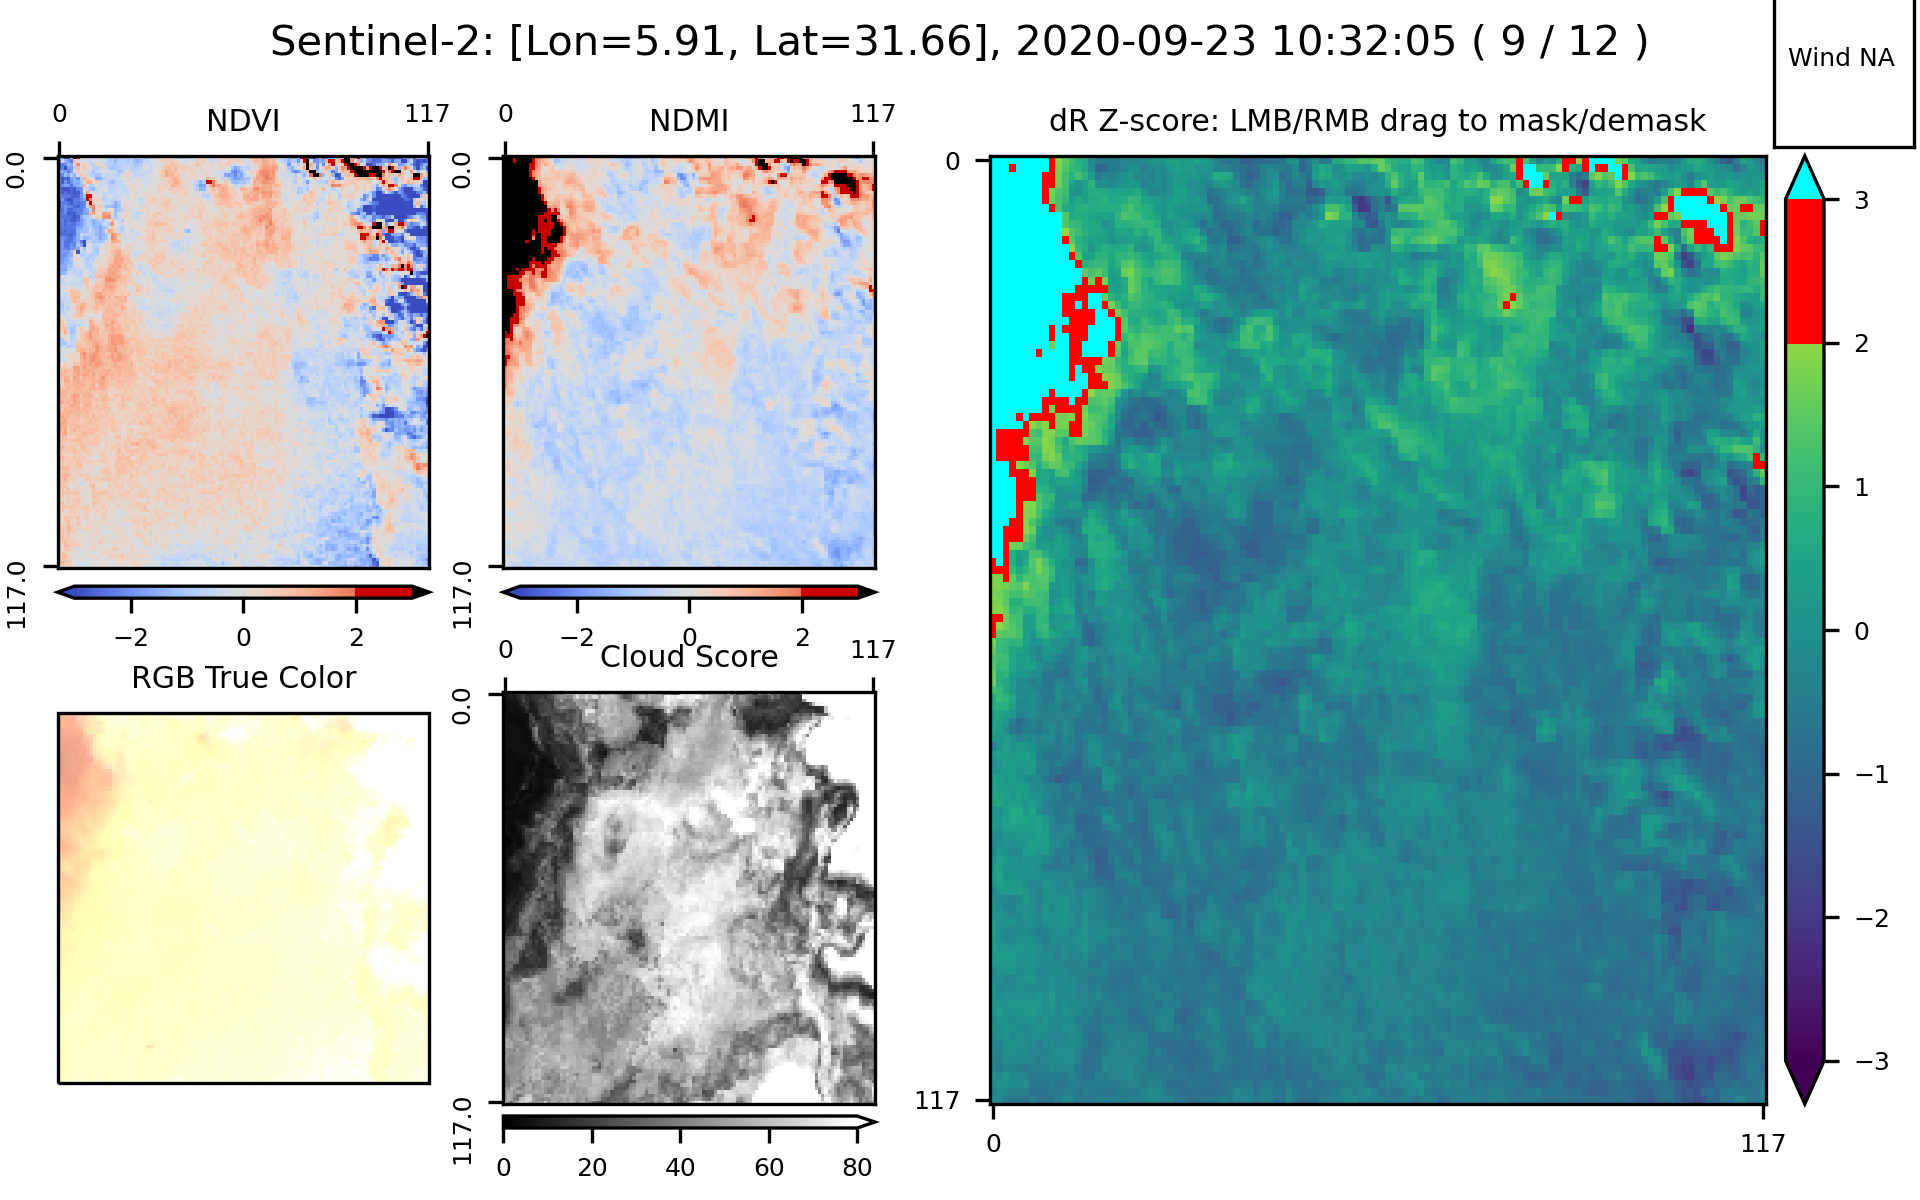 Sentinel-2: [Lon=5.91, Lat=31.66], 2020-09-23 10:32:05 ( 9 / 12 )
Wind NA
0 NDVI 117
0.0
117.0
−2 0 2
0 NDMI 117
0.0
117.0
−2 0 2
dR Z-score: LMB/RMB drag to mask/demask
0
117
0 117
3
2
1
0
−1
−2
−3
RGB True Color
0 Cloud Score 117
0.0
117.0
0 20 40 60 80